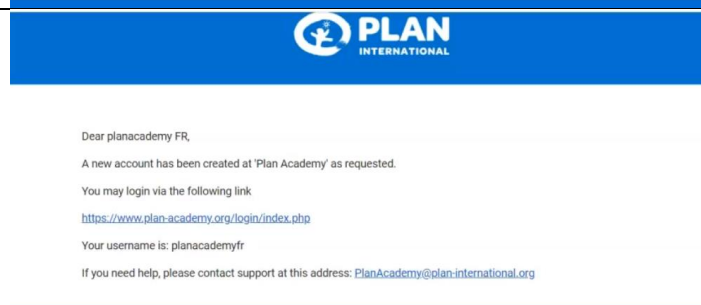 PLAN
INTERNATIONAL
Dear planacademy FR,
A new account has been created at 'Plan Academy' as requested.
You may login via the following link
https://www.plan-academy.org/login/index.php
Your username is: planacademyfr
If you need help, please contact support at this address: PlanAcademy@plan-international.org